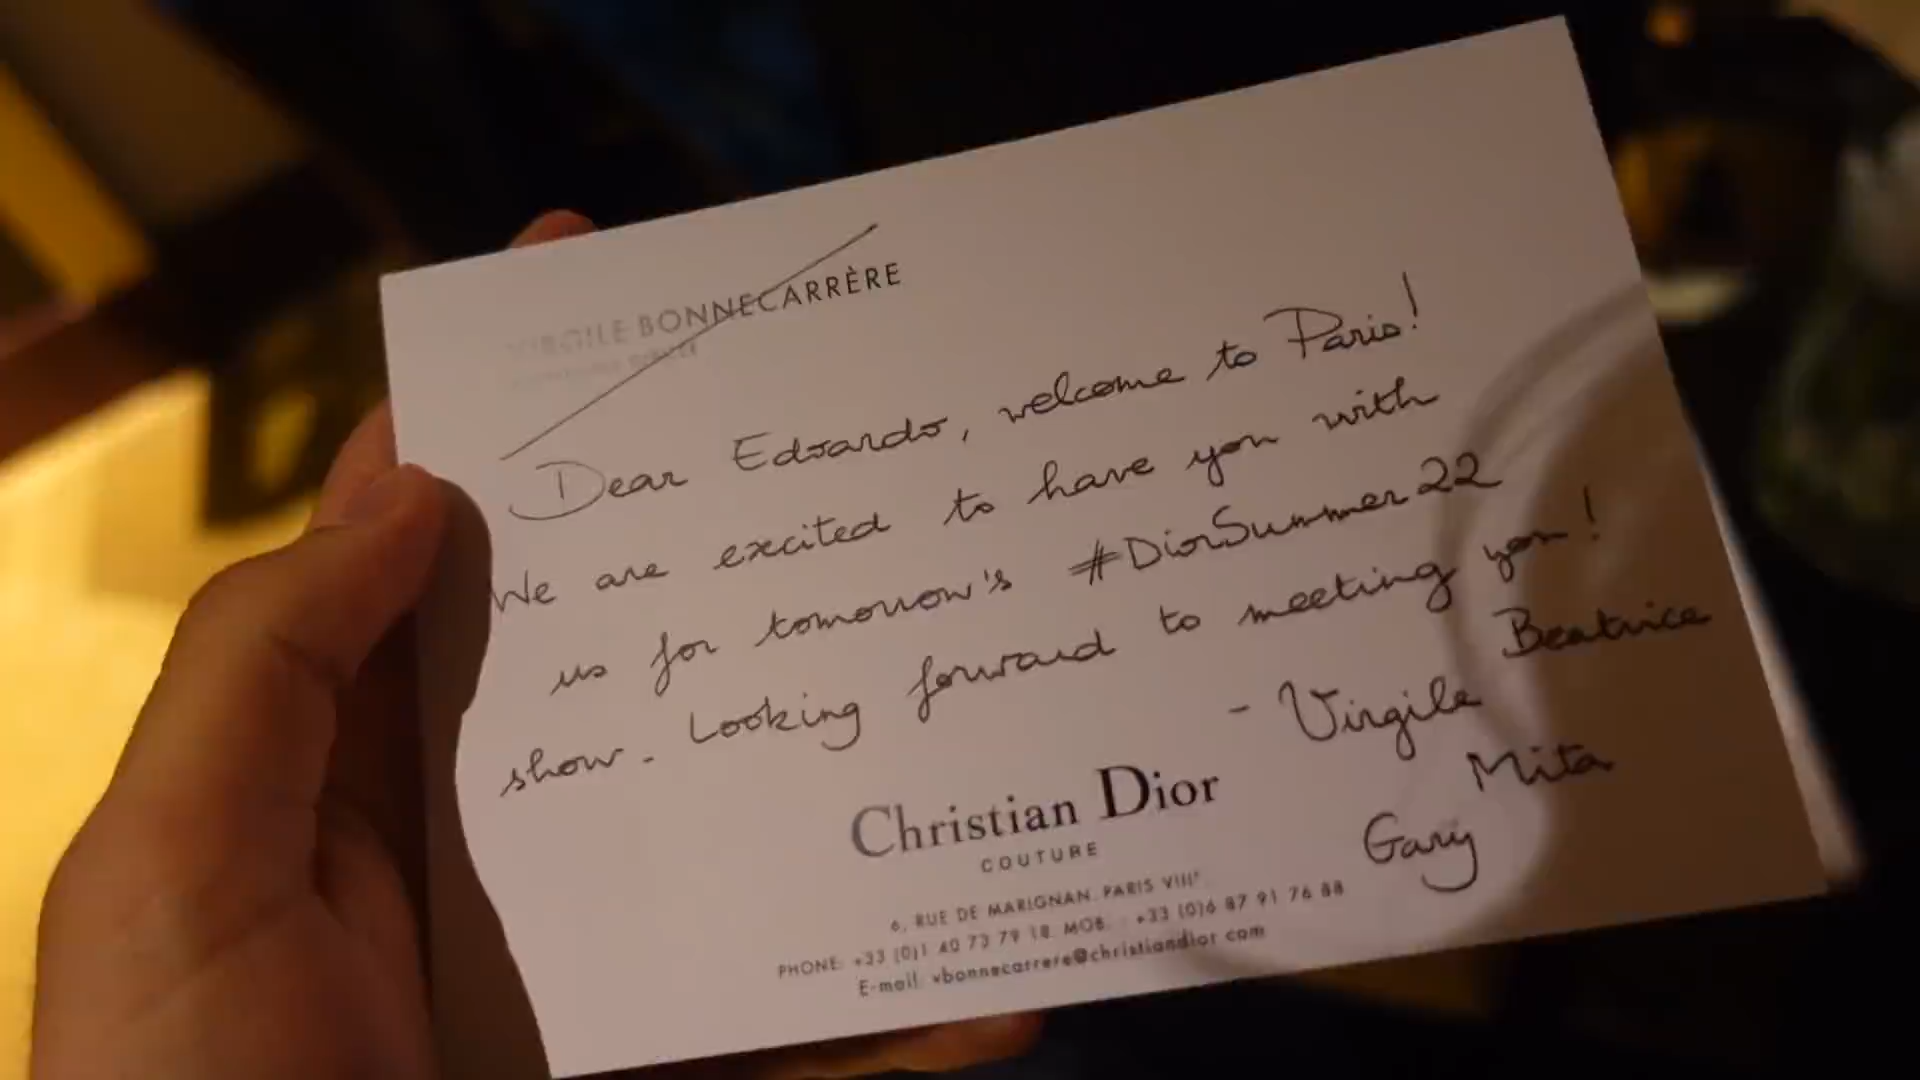 VIRGILE BONNECARRÈRE
Dear Edoardo, welcome to Paris!
We are excited to have you with
us for tomorrow's #DiorSummer22
show. Looking forward to meeting you!
Beatrice
- Virgile
Mita
Gary
Christian Dior
COUTURE
6, RUE DE MARIGNAN. PARIS VIIIᵉ
PHONE: +33 (0)1 40 73 79 18. MOB. : +33 (0)6 87 91 76 88
E-mail: vbonnecarrere@christiandior.com